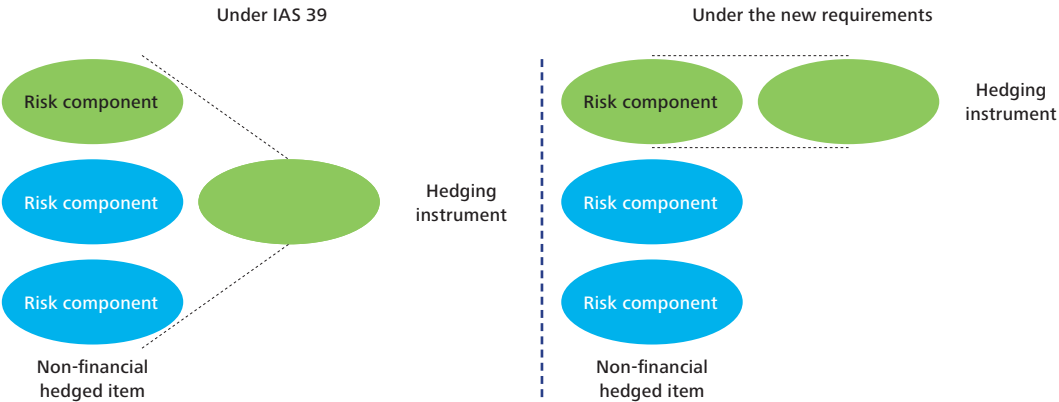 Under IAS 39
Risk component
Risk component
Risk component
Hedging
instrument
Non-financial
hedged item
Under the new requirements
Risk component
Risk component
Risk component
Hedging
instrument
Non-financial
hedged item